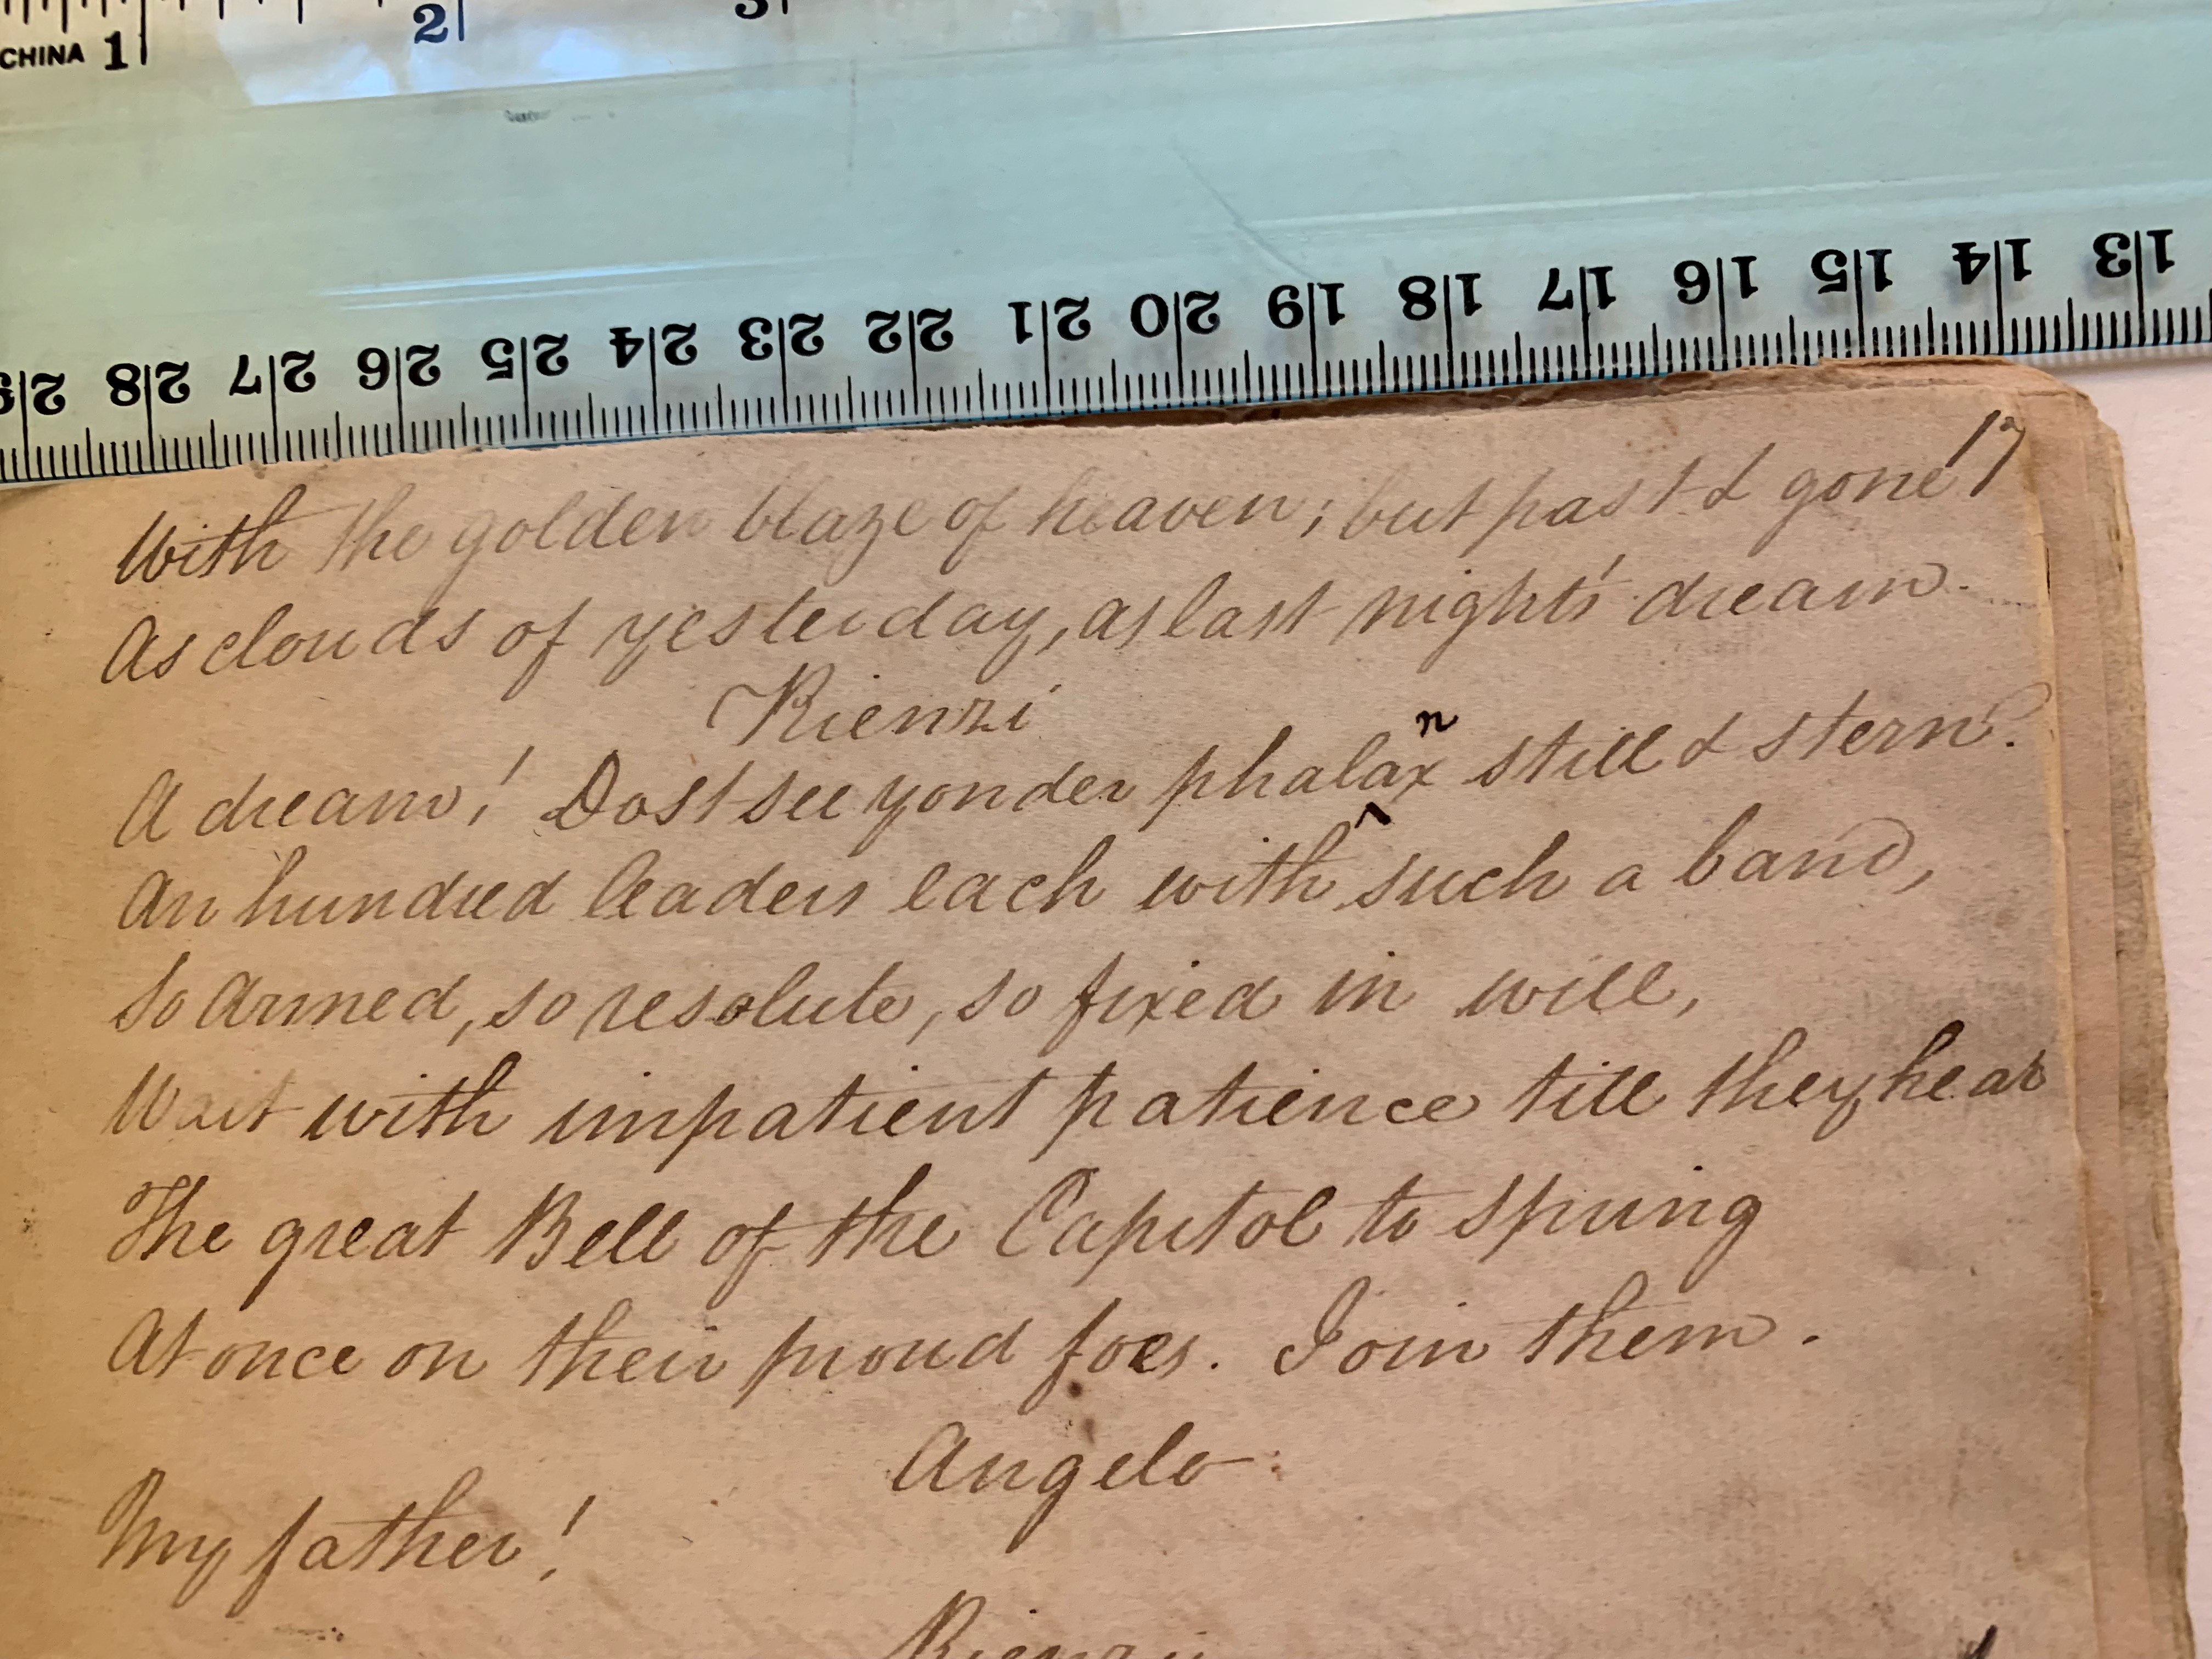 CHINA 1 2 3
29 28 27 26 25 24 23 22 21 20 19 18 17 16 15 14 13
17
With the golden blaze of heaven; but past & gone
As clouds of yesterday, as last night's dream.
Rienzi
n
A dream! Dost see yonder phalax still & stern?
^
An hundred leaders each with such a band,
So armed, so resolute, so fixed in will,
Wait with impatient patience till they hear
The great Bell of the Capitol to spring
At once on their proud foes. Join them.
Angelo
My father!
Rienzi